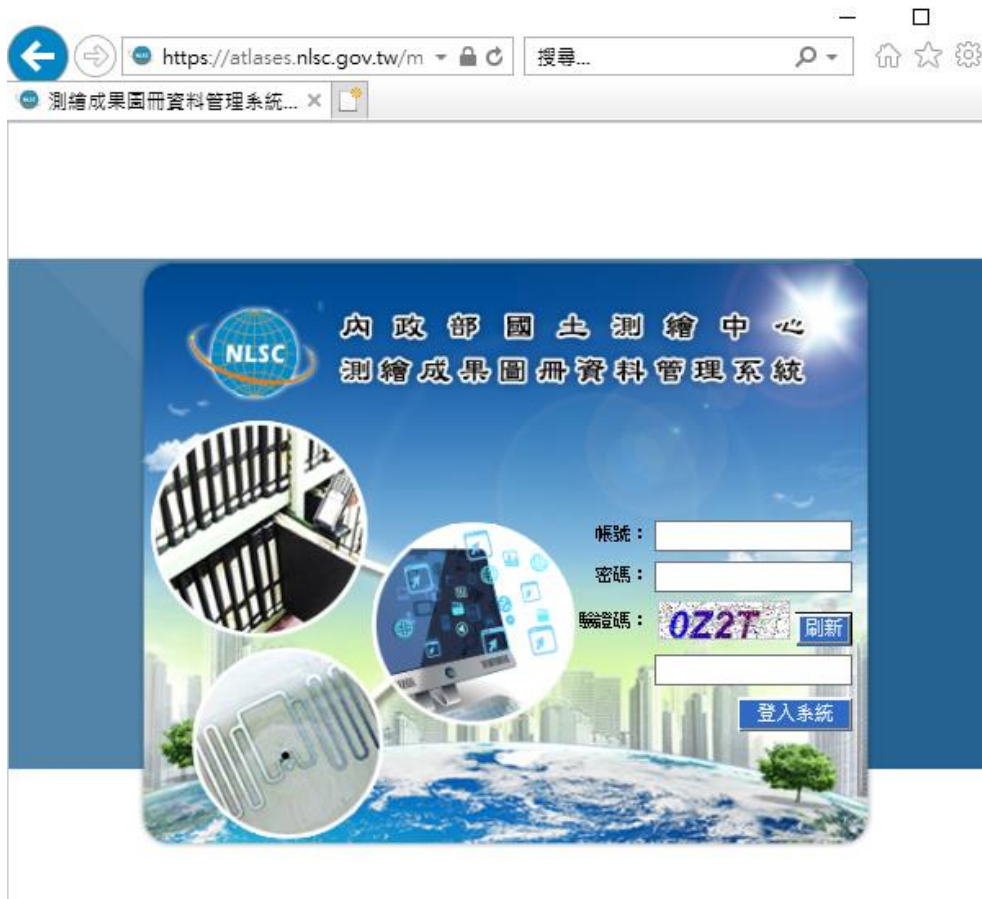 https://atlases.nlsc.gov.tw/m
搜尋...
測繪成果圖冊資料管理系統...
NLSC
內政部國土測繪中心
測繪成果圖冊資料管理系統
帳號：
密碼：
驗證碼：
0Z2T
刷新
登入系統